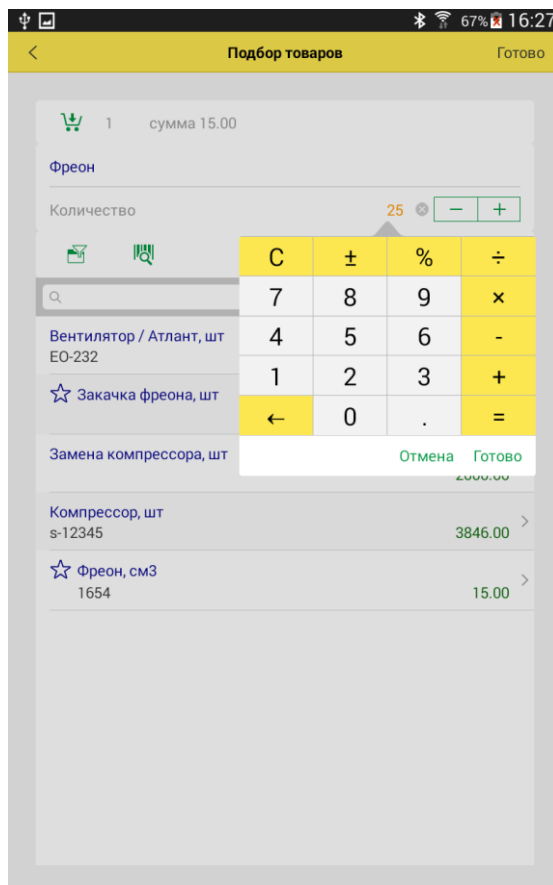 67% 16:27
Подбор товаров Готово
1 сумма 15.00
Фреон
Количество 25 − +
C ± % ÷
7 8 9 ×
Вентилятор / Атлант, шт
EO-232
4 5 6 -
Закачка фреона, шт
1 2 3 +
← 0 . =
Замена компрессора, шт
Отмена Готово
Компрессор, шт
s-12345
3846.00
Фреон, см3
1654
15.00